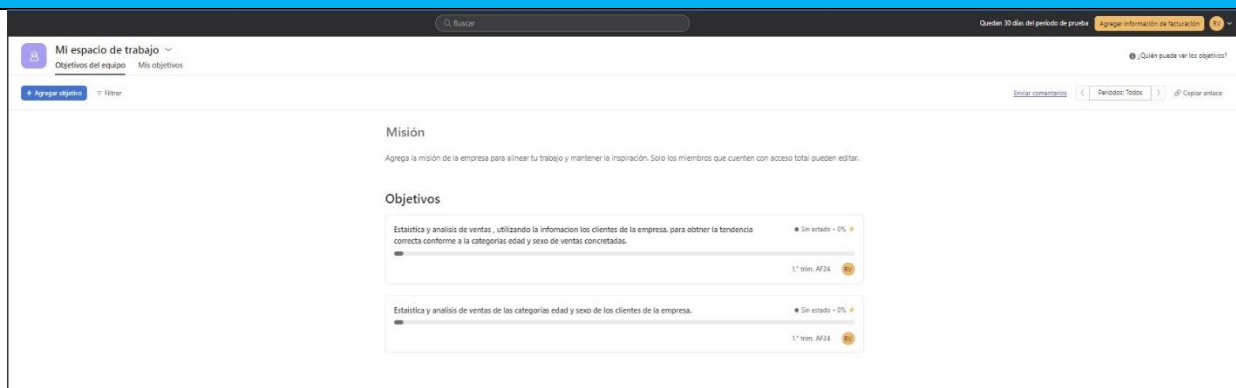 Buscar
Quedan 30 días del período de prueba
Agregar información de facturación
RV
Mi espacio de trabajo
Objetivos del equipo Mis objetivos
¿Quién puede ver los objetivos?
+ Agregar objetivo
Filtrar
Enviar comentarios
Períodos: Todos
Copiar enlace
Misión
Agrega la misión de la empresa para alinear tu trabajo y mantener la inspiración. Solo los miembros que cuenten con acceso total pueden editar.
Objetivos
Estaistica y analisis de ventas , utilizando la infomacion los clientes de la empresa. para obtner la tendencia
correcta conforme a la categorias edad y sexo de ventas concretadas.
Sin estado • 0%
1.º trim. AF24
RV
Estaistica y analisis de ventas de las categorias edad y sexo de los clientes de la empresa.
Sin estado • 0%
1.º trim. AF24
RV